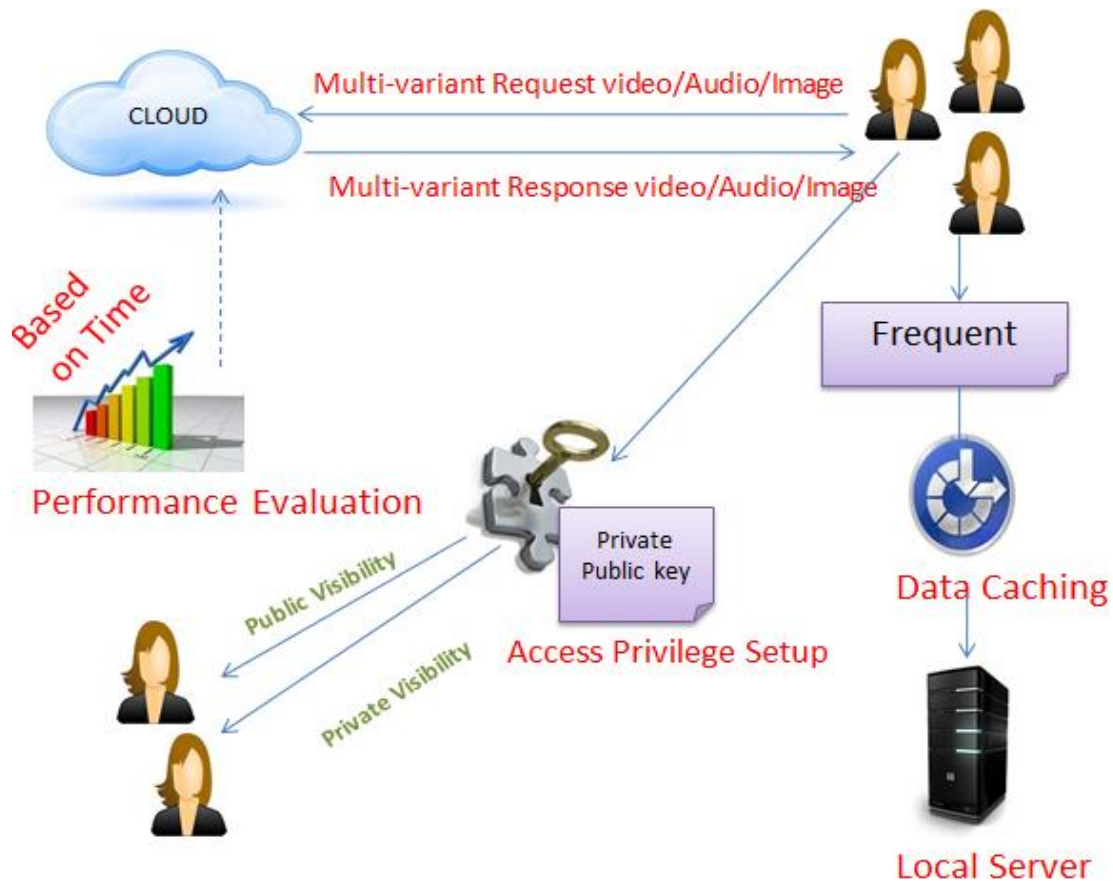 Multi-variant Request video/Audio/Image
CLOUD
Multi-variant Response video/Audio/Image
Based
on Time
Frequent
Performance Evaluation
Private
Public key
Data Caching
Public Visibility
Access Privilege Setup
Private Visibility
Local Server